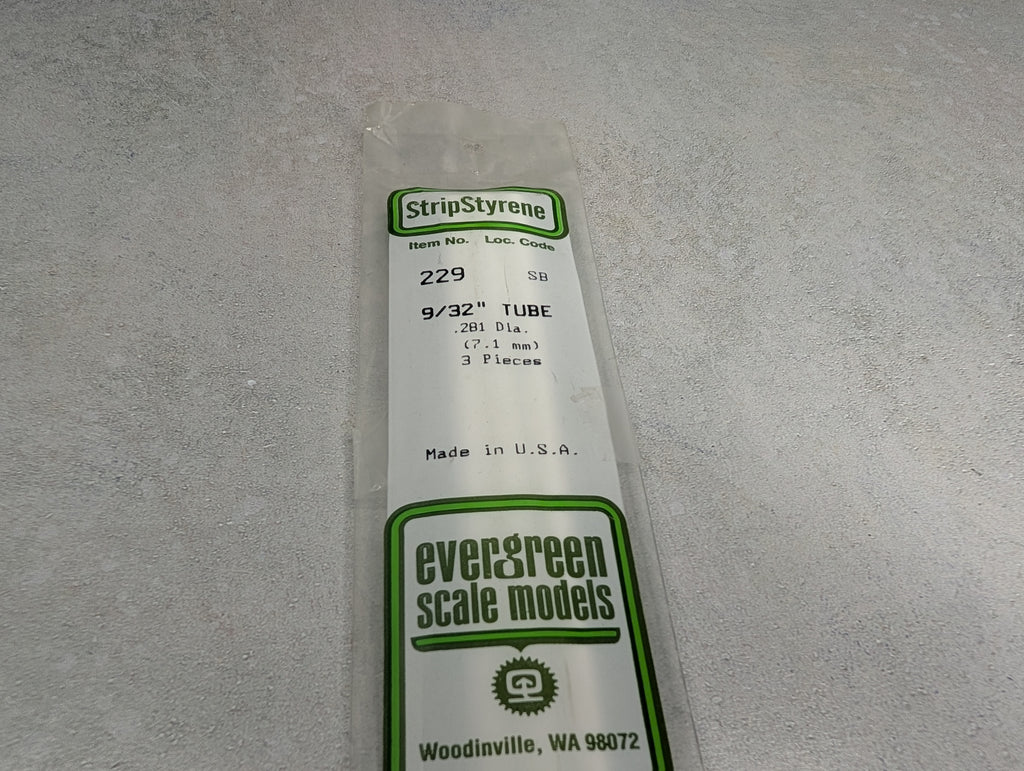 StripStyrene
Item No. Loc. Code
229 SB
9/32" TUBE
.281 Dia.
(7.1 mm)
3 Pieces
Made in U.S.A.
evergreen
scale models
Woodinville, WA 98072